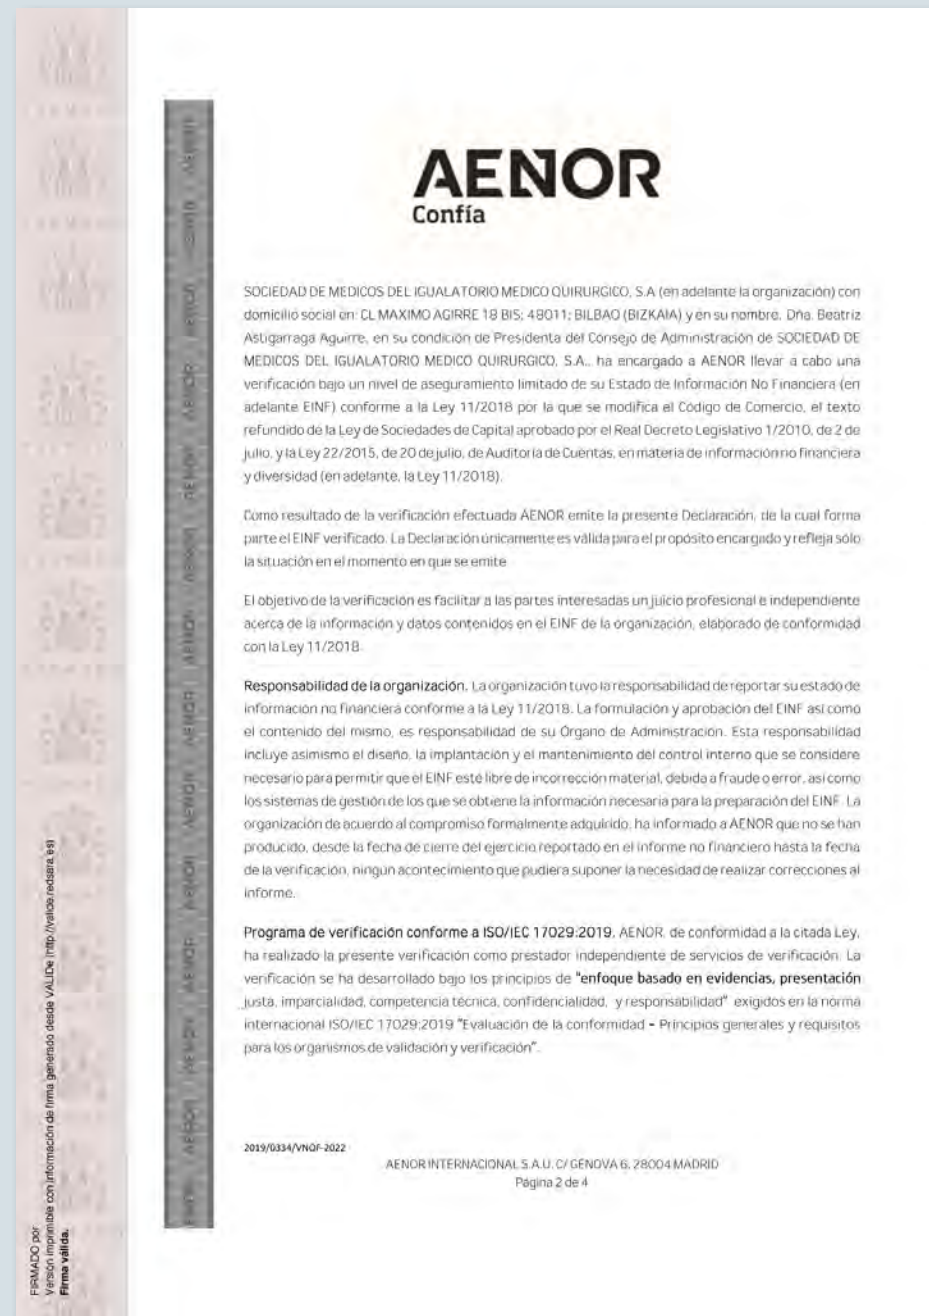 AENOR
Confía
SOCIEDAD DE MEDICOS DEL IGUALATORIO MEDICO QUIRURGICO, S.A (en adelante la organización) con
domicilio social en: CL MAXIMO AGIRRE 18 BIS; 48011; BILBAO (BIZKAIA) y en su nombre, Dña. Beatriz
Astigarraga Aguirre, en su condición de Presidenta del Consejo de Administración de SOCIEDAD DE
MEDICOS DEL IGUALATORIO MEDICO QUIRURGICO, S.A., ha encargado a AENOR llevar a cabo una
verificación bajo un nivel de aseguramiento limitado de su Estado de Información No Financiera (en
adelante EINF) conforme a la Ley 11/2018 por la que se modifica el Código de Comercio, el texto
refundido de la Ley de Sociedades de Capital aprobado por el Real Decreto Legislativo 1/2010, de 2 de
julio, y la Ley 22/2015, de 20 de julio, de Auditoría de Cuentas, en materia de información no financiera
y diversidad (en adelante, la Ley 11/2018).
Como resultado de la verificación efectuada AENOR emite la presente Declaración, de la cual forma
parte el EINF verificado. La Declaración únicamente es válida para el propósito encargado y refleja sólo
la situación en el momento en que se emite
El objetivo de la verificación es facilitar a las partes interesadas un juicio profesional e independiente
acerca de la información y datos contenidos en el EINF de la organización, elaborado de conformidad
con la Ley 11/2018.
Responsabilidad de la organización. La organización tuvo la responsabilidad de reportar su estado de
información no financiera conforme a la Ley 11/2018. La formulación y aprobación del EINF así como
el contenido del mismo, es responsabilidad de su Órgano de Administración. Esta responsabilidad
incluye asimismo el diseño, la implantación y el mantenimiento del control interno que se considere
necesario para permitir que el EINF esté libre de incorrección material, debida a fraude o error, así como
los sistemas de gestión de los que se obtiene la información necesaria para la preparación del EINF. La
organización de acuerdo al compromiso formalmente adquirido, ha informado a AENOR que no se han
producido, desde la fecha de cierre del ejercicio reportado en el informe no financiero hasta la fecha
de la verificación, ningún acontecimiento que pudiera suponer la necesidad de realizar correcciones al
informe.
Programa de verificación conforme a ISO/IEC 17029:2019. AENOR, de conformidad a la citada Ley,
ha realizado la presente verificación como prestador independiente de servicios de verificación. La
verificación se ha desarrollado bajo los principios de "enfoque basado en evidencias, presentación
justa, imparcialidad, competencia técnica, confidencialidad, y responsabilidad" exigidos en la norma
internacional ISO/IEC 17029:2019 "Evaluación de la conformidad - Principios generales y requisitos
para los organismos de validación y verificación".
2019/0334/VNOF-2022
AENOR INTERNACIONAL S.A.U. C/ GÉNOVA 6, 28004 MADRID
Página 2 de 4
FIRMADO por
Versión imprimible con información de firma generado desde VALIDe (http://valide.redsara.es)
Firma válida.